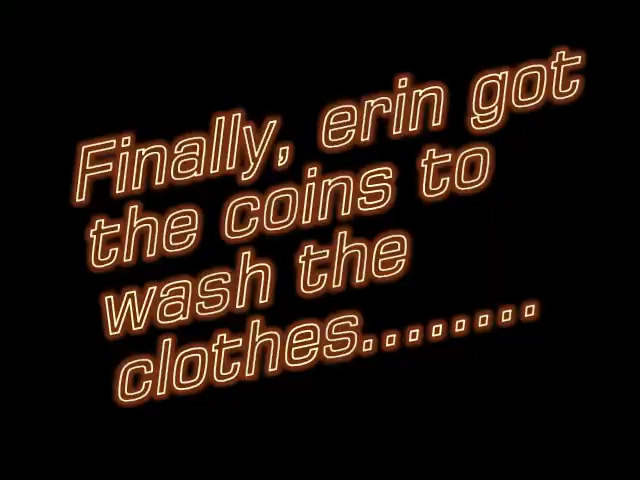 Finally, erin got
the coins to
wash the
clothes........